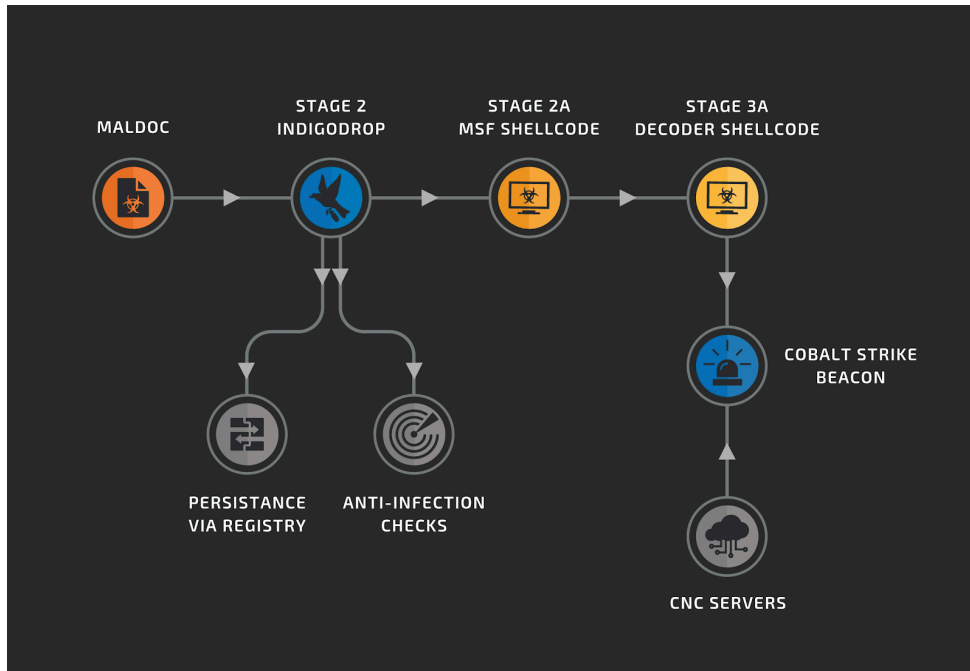 MALDOC
STAGE 2
INDIGODROP
STAGE 2A
MSF SHELLCODE
STAGE 3A
DECODER SHELLCODE
COBALT STRIKE
BEACON
PERSISTANCE
VIA REGISTRY
ANTI-INFECTION
CHECKS
CNC SERVERS